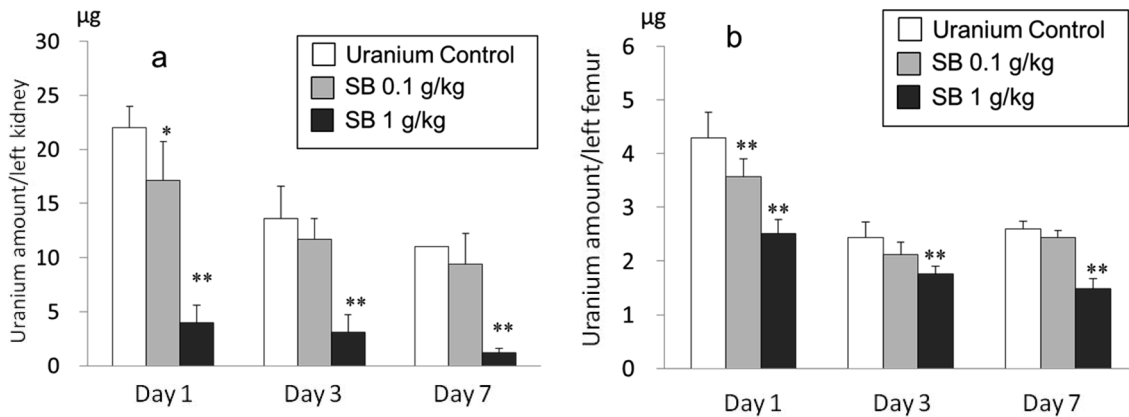 µg
a
Uranium Control
SB 0.1 g/kg
SB 1 g/kg
Uranium amount/left kidney
30
25
20
15
10
5
0
*
**
**
**
Day 1
Day 3
Day 7
µg
b
Uranium Control
SB 0.1 g/kg
SB 1 g/kg
Uranium amount/left femur
6
5
4
3
2
1
0
**
**
**
**
Day 1
Day 3
Day 7